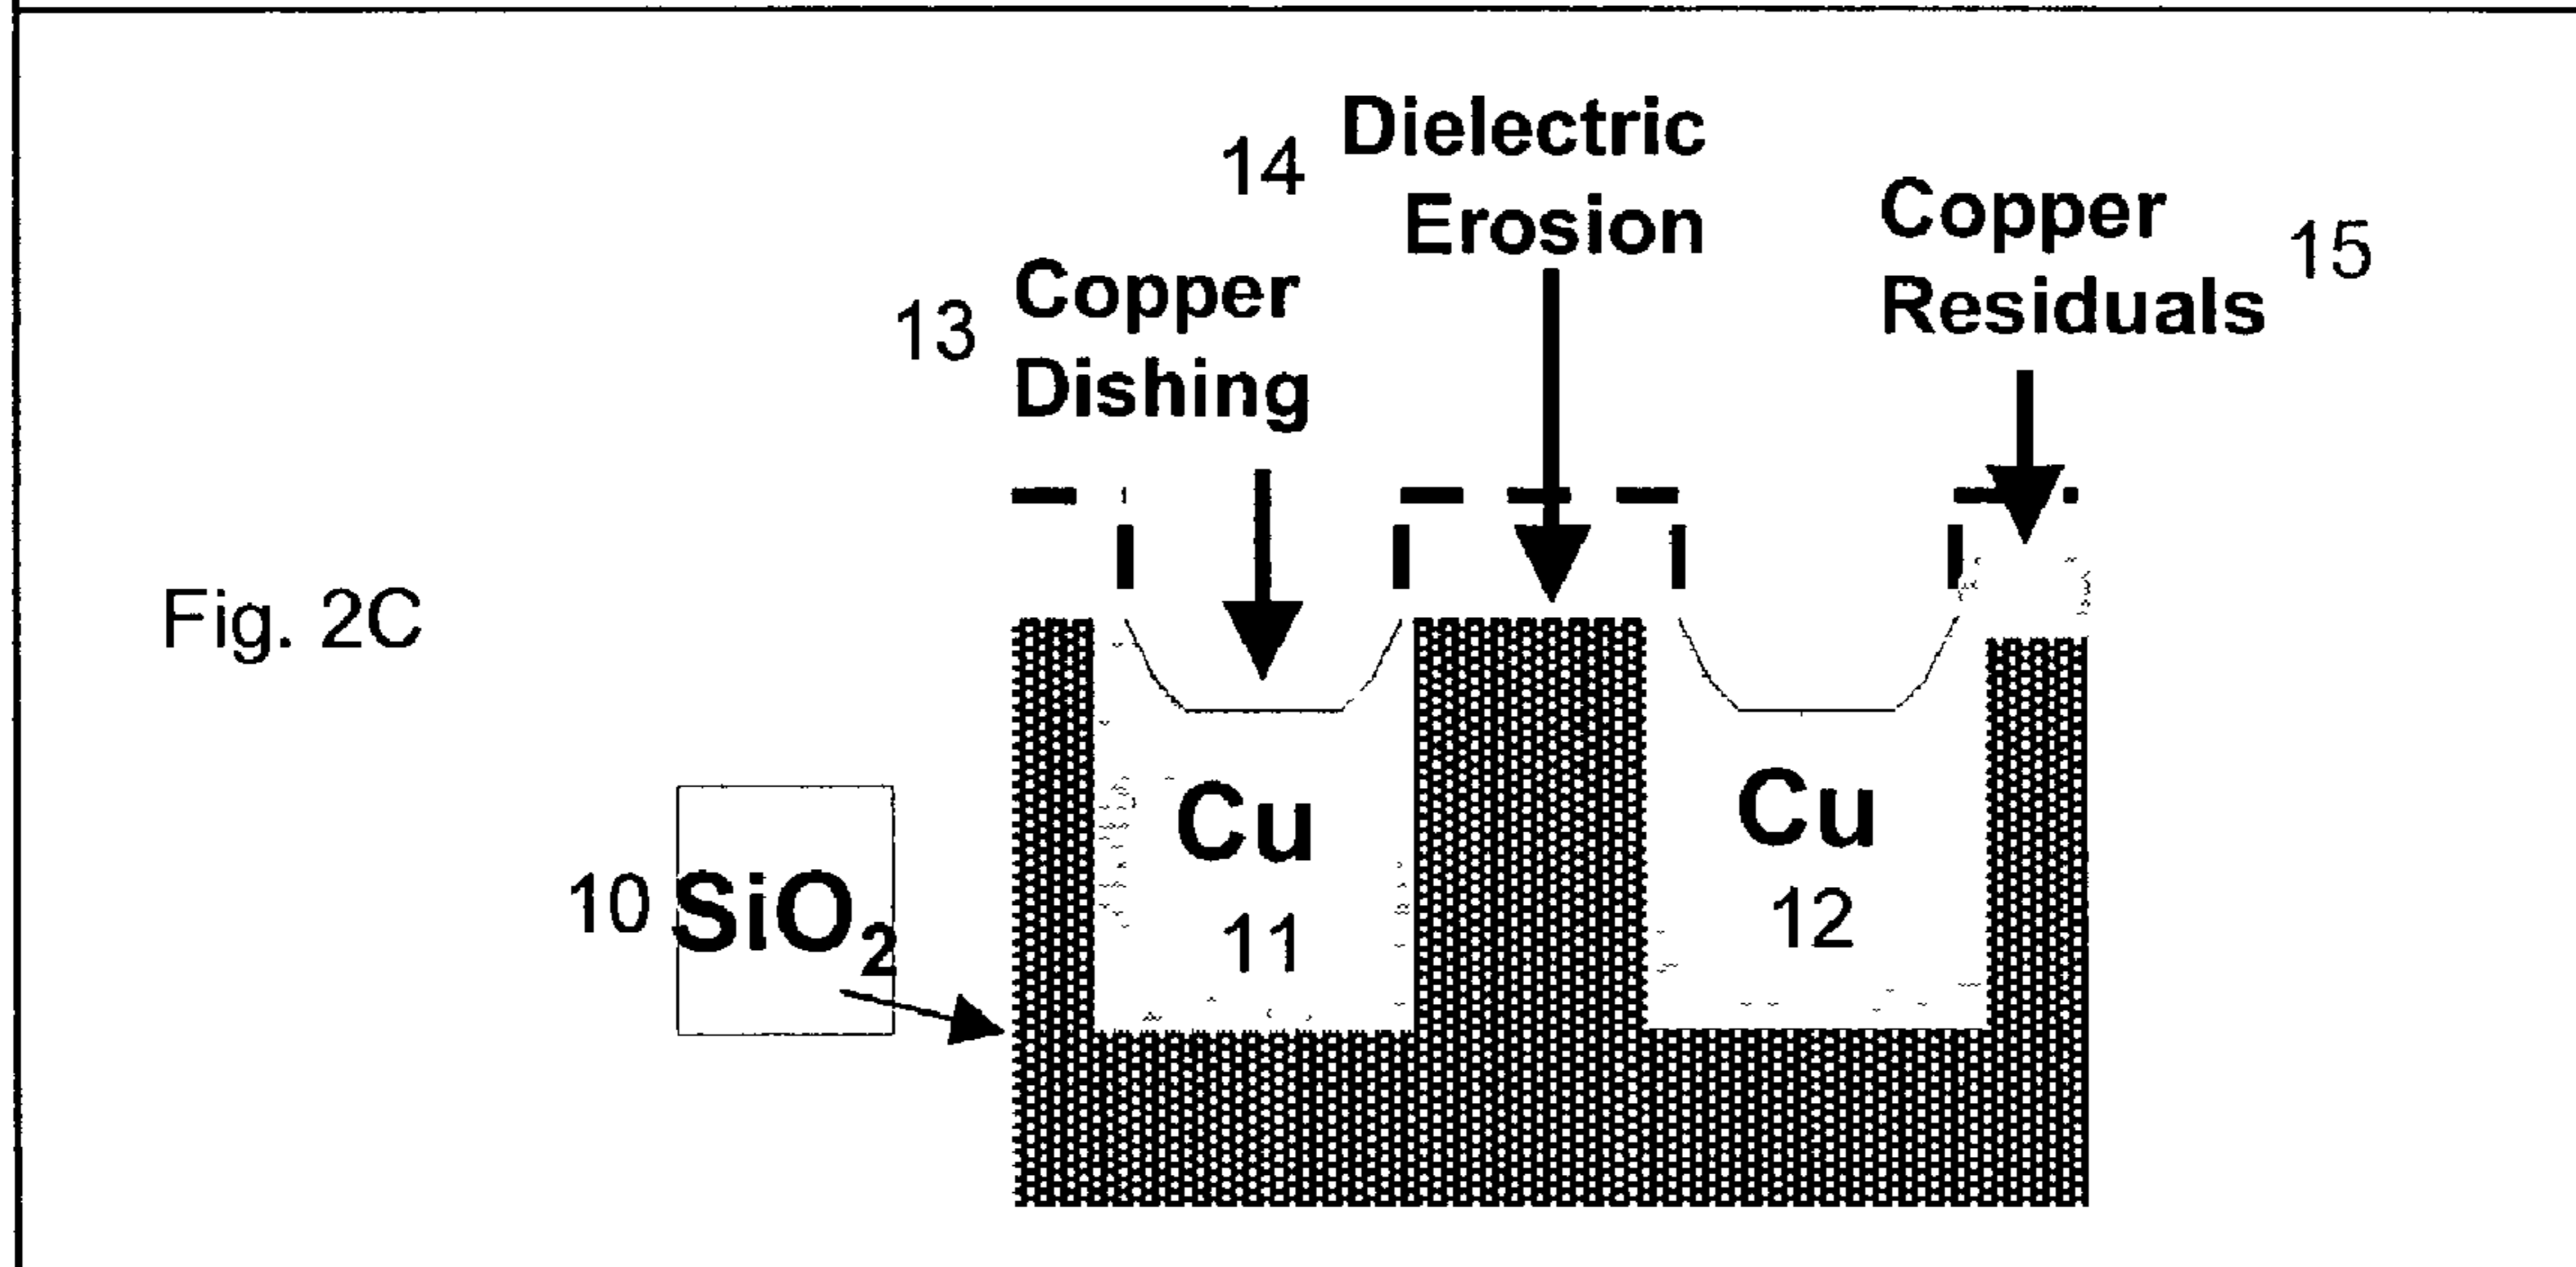 14 Dielectric
Erosion
Copper 15
Residuals
13 Copper
Dishing
Fig. 2C
Cu
11
Cu
12
10 SiO₂